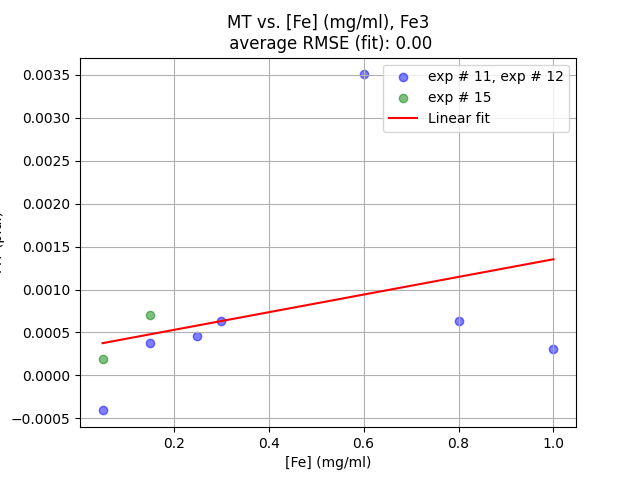 MT vs. [Fe] (mg/ml), Fe3
average RMSE (fit): 0.00
exp # 11, exp # 12
exp # 15
Linear fit
0.0035
0.0030
0.0025
0.0020
0.0015
0.0010
0.0005
0.0000
−0.0005
0.2
0.4
0.6
0.8
1.0
[Fe] (mg/ml)